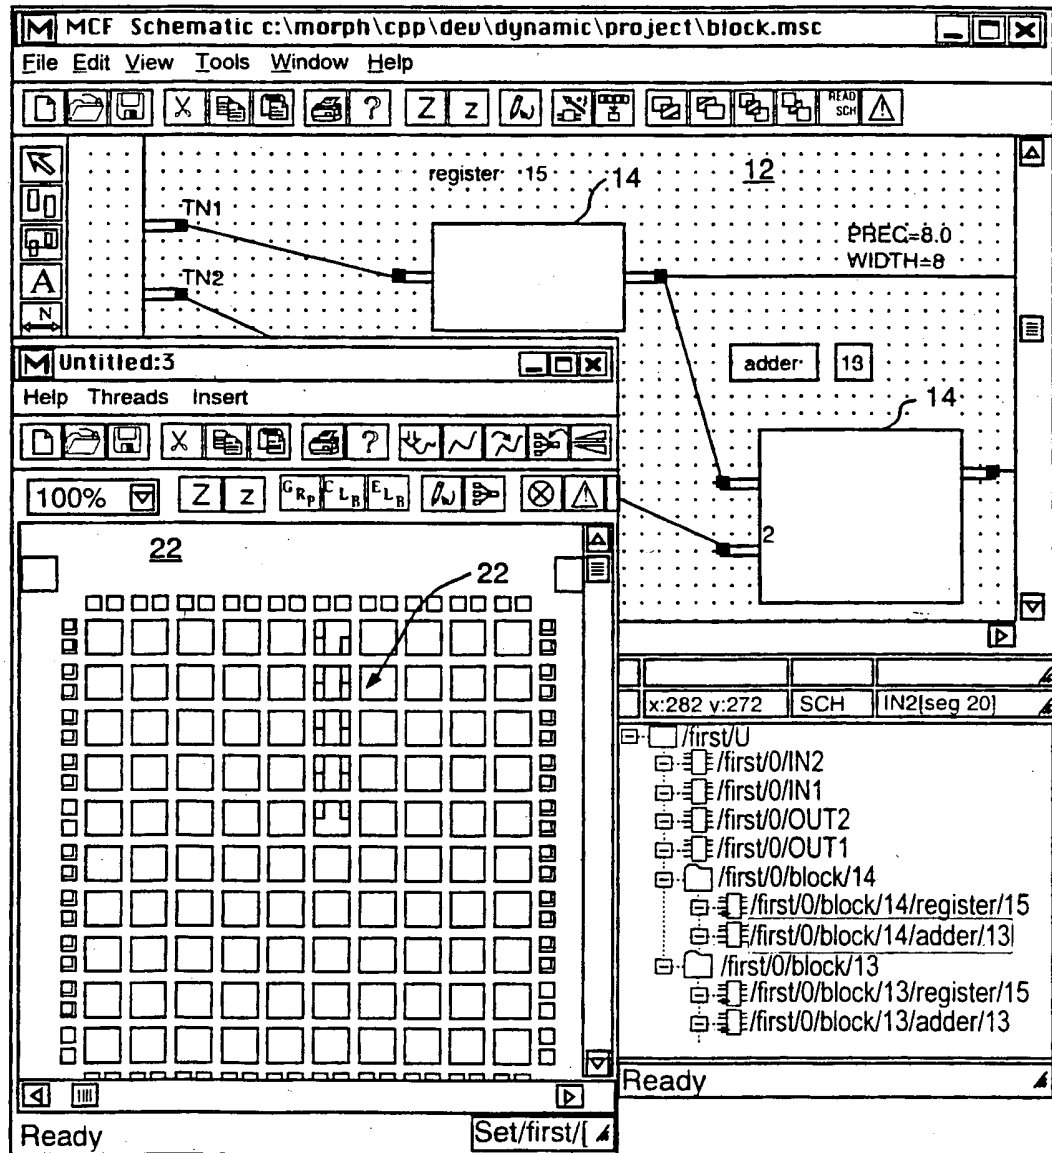 M MCF Schematic c:\morph\cpp\dev\dynamic\project\block.msc
File Edit View Tools Window Help
? Z z READ SCH
register 15 14 12
TN1
PREC=8.0
WIDTH=8
TN2
A
N
adder 13
14
2
M Untitled:3
Help Threads Insert
?
100% Z z GRP CLB ELB
22
22
x:282 y:272 SCH IN2[seg 20]
/first/U
/first/0/IN2
/first/0/IN1
/first/0/OUT2
/first/0/OUT1
/first/0/block/14
/first/0/block/14/register/15
/first/0/block/14/adder/13
/first/0/block/13
/first/0/block/13/register/15
/first/0/block/13/adder/13
Ready
Ready Set/first/[